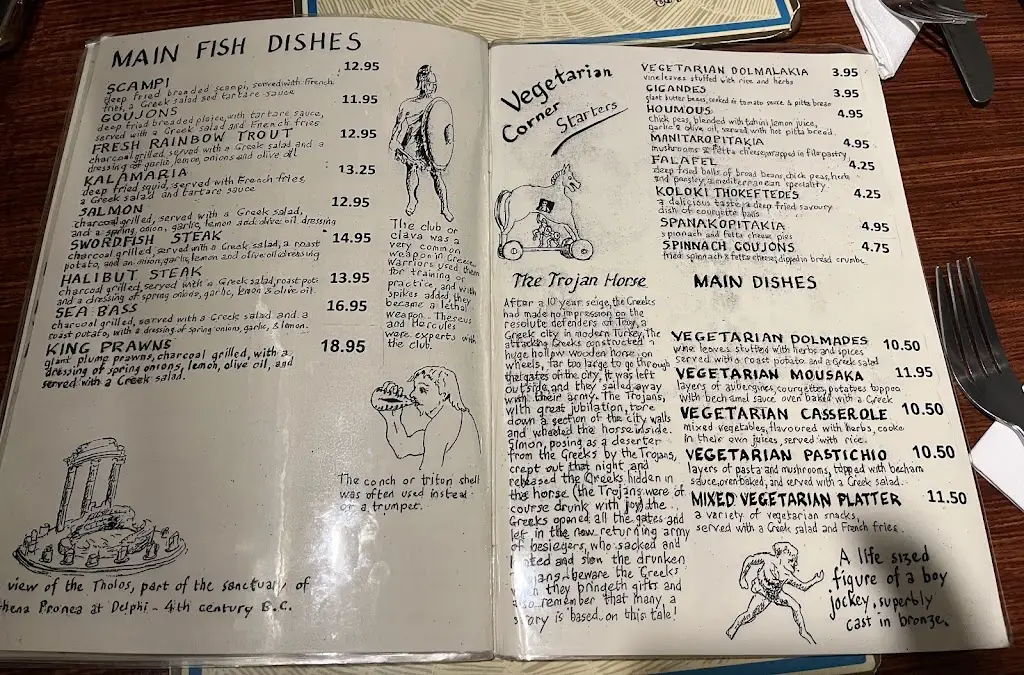 MAIN FISH DISHES
SCAMPI 12.95
deep fried breaded scampi, served with French
fries, a Greek salad and tartare sauce
GOUJONS 11.95
deep fried breaded plaice, with tartare sauce,
served with a Greek salad and French fries
FRESH RAINBOW TROUT 12.95
charcoal grilled, served with a Greek salad and a
dressing of garlic, lemon, onions and olive oil
KALAMARIA 13.25
deep fried squid, served with French fries,
a Greek salad and tartare sauce
SALMON 12.95
charcoal grilled, served with a Greek salad,
and a spring onion, garlic, lemon and olive oil dressing
SWORDFISH STEAK 14.95
charcoal grilled, served with a Greek salad, a roast
potato, and an onion, garlic, lemon and olive oil dressing
HALIBUT STEAK 13.95
charcoal grilled, served with a Greek salad, roast pot
and a dressing of spring onions, garlic, lemon & olive oil.
SEA BASS 16.95
charcoal grilled, served with a Greek salad and a
roast potato, with a dressing of spring onions, garlic, & lemon.
KING PRAWNS 18.95
giant plump prawns, charcoal grilled, with a
dressing of spring onions, lemon, olive oil, and
served with a Greek salad.
The club or
clava was a
very common
weapon in Greece
Warriors used them
for training or
practice, and with
spikes added, they
became a lethal
weapon. Theseus
and Hercules
were experts with
the club.
The conch or triton shell
was often used instead
of a trumpet.
view of the Tholos, part of the sanctuary of
thena Pronea at Delphi - 4th century B.C.
Vegetarian
Corner
Starters
VEGETARIAN DOLMALAKIA 3.95
vine leaves stuffed with rice and herbs
GIGANDES 3.95
giant butter beans, cooked in tomato sauce & pitta bread
HOUMOUS 4.95
chick peas, blended with tahini lemon juice,
garlic & olive oil, served with hot pitta bread.
MANITAROPITAKIA 4.95
mushrooms & fetta cheese wrapped in filo pastry
FALAFEL 4.25
deep fried balls of broad beans, chick peas, herbs
and parsley, a mediterranean speciality
KOLOKI THOKEFTEDES 4.25
a delicious taste, a deep fried savoury
dish of courgette balls
SPANAKOPITAKIA 4.95
spinnach and fetta cheese pies
SPINNACH GOUJONS 4.75
fried spinach & fetta cheese, dipped in bread crumbs
The Trojan Horse
After a 10 year seige, the Greeks
had made no impression on the
resolute defenders of Troy, a
Greek city in modern Turkey. The
attacking Greeks constructed a
huge hollow wooden horse, on
wheels, far too large to go through
the gates of the city, it was left
outside, and they sailed away
with their army. The Trojans,
with great jubilation, tore
down a section of the city walls
and wheeled the horse inside.
Simon, posing as a deserter
from the Greeks by the Trojans,
crept out that night and
released the Greeks hidden in
the horse (the Trojans were of
course drunk with joy) the
Greeks opened all the gates and
let in the now returning army
of besiegers, who sacked and
ted and slew the drunken
ans, beware the Greeks
n they brindeth gifts and
so remember that many a
story is based on this tale!
MAIN DISHES
VEGETARIAN DOLMADES 10.50
vine leaves stuffed with herbs and spices
served with a roast potato and a Greek salad
VEGETARIAN MOUSAKA 11.95
layers of aubergines, courgettes, potatoes topped
with bechamel sauce oven baked with a Greek
VEGETARIAN CASSEROLE 10.50
mixed vegetables, flavoured with herbs, cooke
in their own juices, served with rice.
VEGETARIAN PASTICHIO 10.50
layers of pasta and mushrooms, topped with becham
sauce, oven baked, and served with a Greek salad.
MIXED VEGETARIAN PLATTER 11.50
a variety of vegetarian snacks,
served with a Greek salad and French fries.
A life sized
figure of a boy
jockey, superbly
cast in bronze.